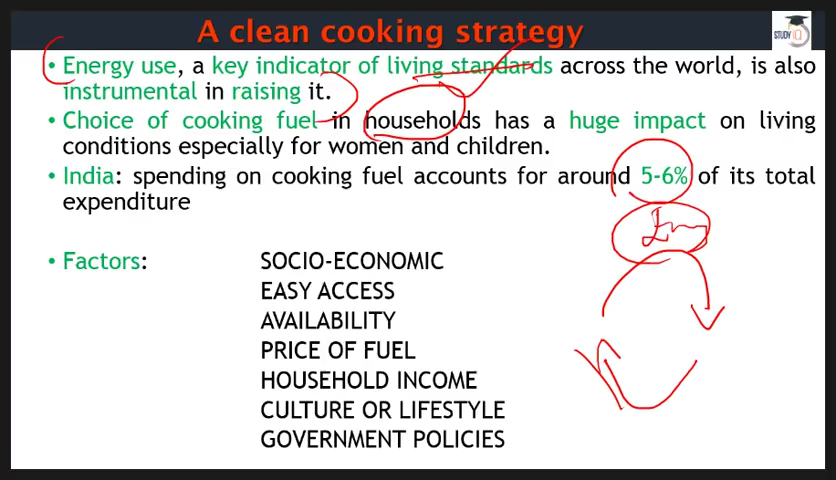 A clean cooking strategy
STUDY IQ
• Energy use, a key indicator of living standards across the world, is also
instrumental in raising it.
• Choice of cooking fuel in households has a huge impact on living
conditions especially for women and children.
• India: spending on cooking fuel accounts for around 5-6% of its total
expenditure
• Factors: SOCIO-ECONOMIC
EASY ACCESS
AVAILABILITY
PRICE OF FUEL
HOUSEHOLD INCOME
CULTURE OR LIFESTYLE
GOVERNMENT POLICIES